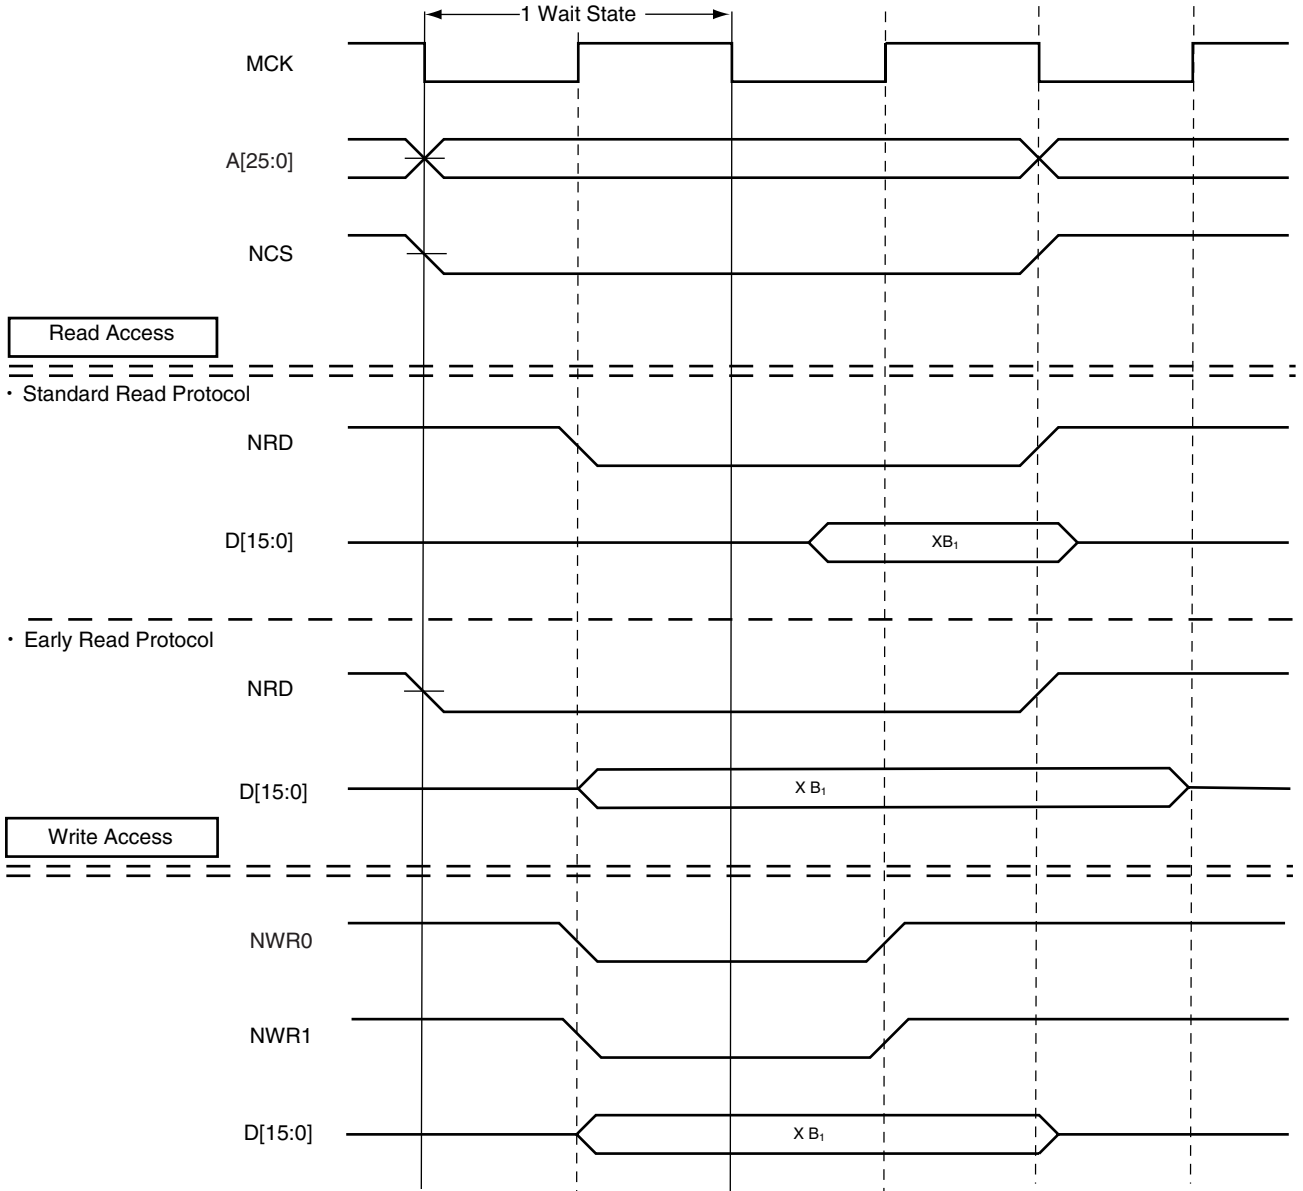 1 Wait State
MCK
A[25:0]
NCS
Read Access
· Standard Read Protocol
NRD
D[15:0]
XB₁
· Early Read Protocol
NRD
D[15:0]
X B₁
Write Access
NWR0
NWR1
D[15:0]
X B₁